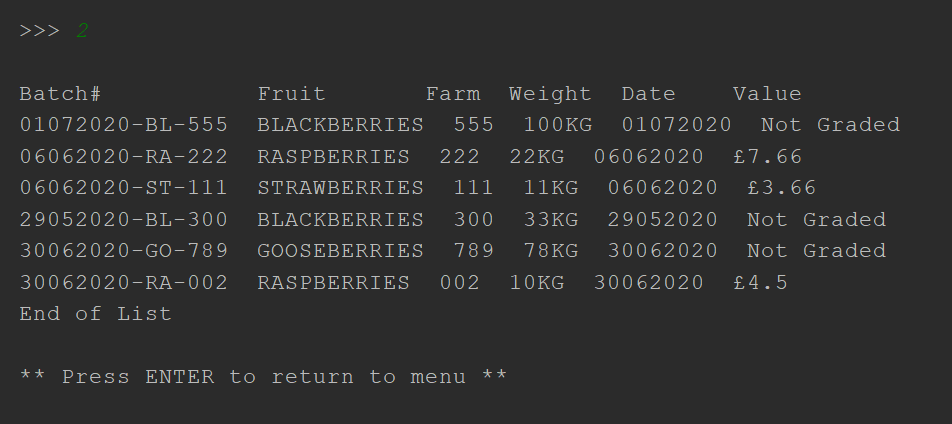 >>> 2
Batch# Fruit Farm Weight Date Value
01072020-BL-555 BLACKBERRIES 555 100KG 01072020 Not Graded
06062020-RA-222 RASPBERRIES 222 22KG 06062020 £7.66
06062020-ST-111 STRAWBERRIES 111 11KG 06062020 £3.66
29052020-BL-300 BLACKBERRIES 300 33KG 29052020 Not Graded
30062020-GO-789 GOOSEBERRIES 789 78KG 30062020 Not Graded
30062020-RA-002 RASPBERRIES 002 10KG 30062020 £4.5
End of List
** Press ENTER to return to menu **